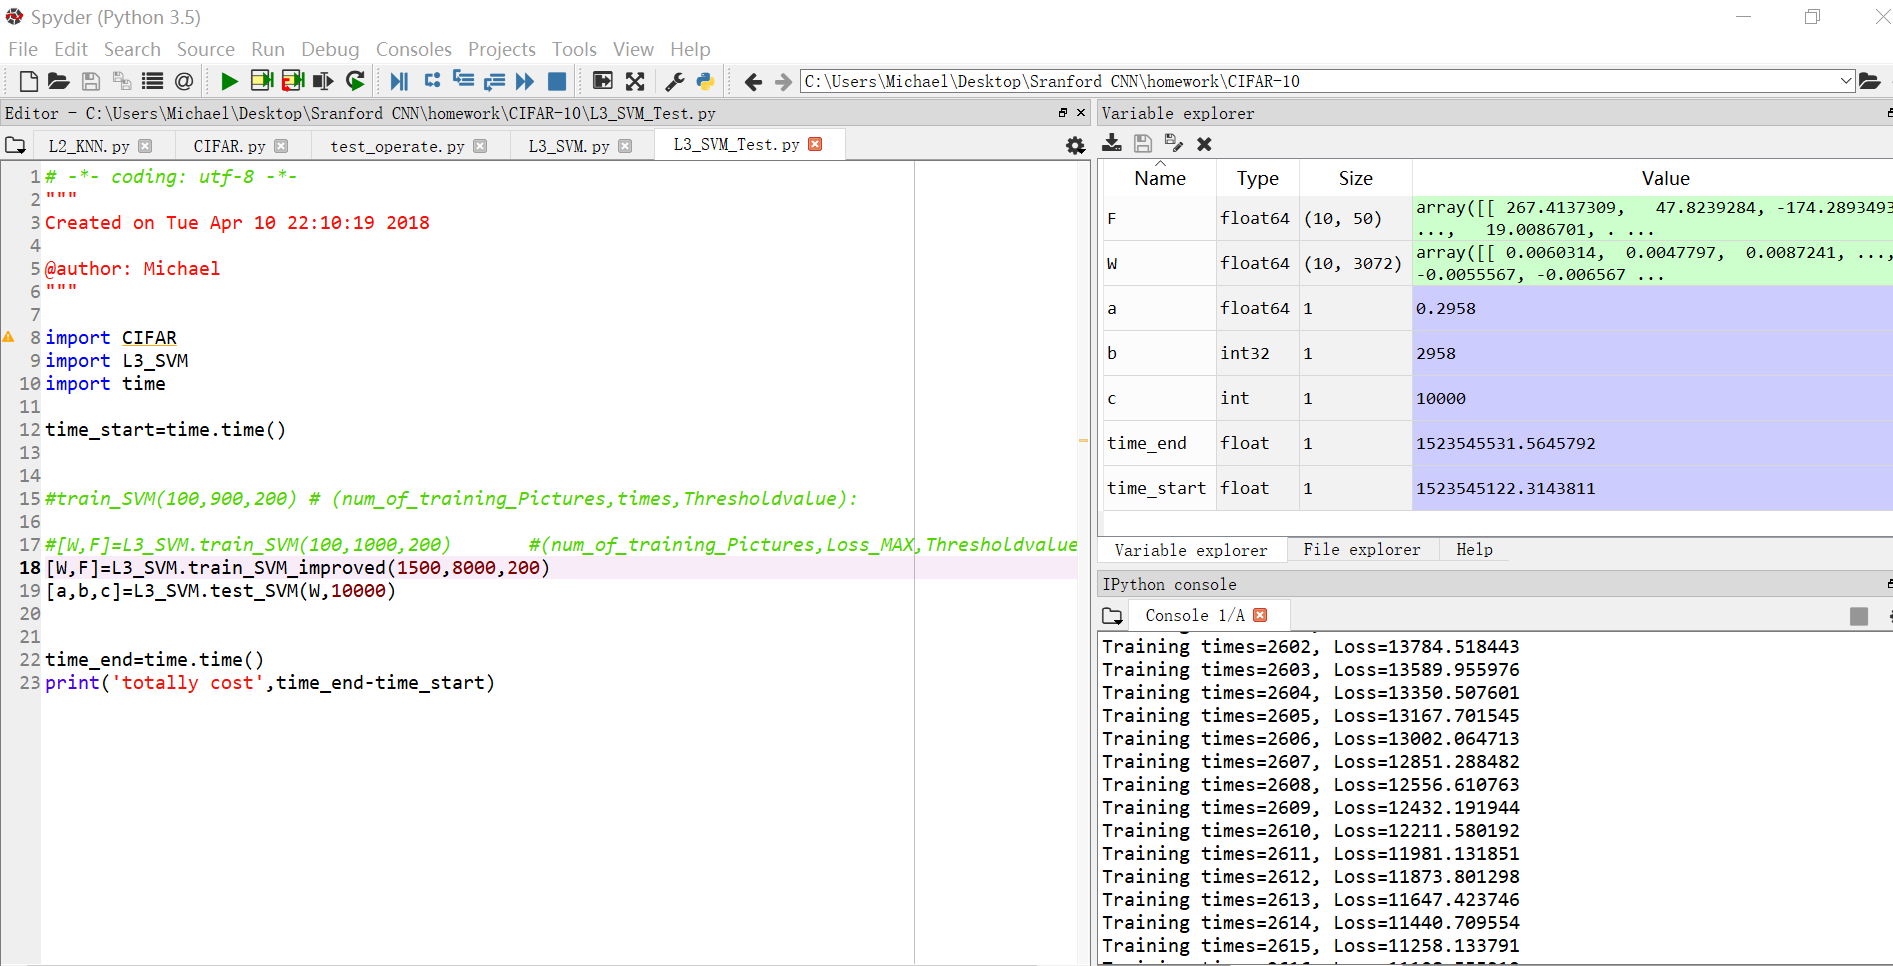 Spyder (Python 3.5)
File Edit Search Source Run Debug Consoles Projects Tools View Help
C:\Users\Michael\Desktop\Sranford CNN\homework\CIFAR-10
Editor - C:\Users\Michael\Desktop\Sranford CNN\homework\CIFAR-10\L3_SVM_Test.py
L2_KNN.py CIFAR.py test_operate.py L3_SVM.py L3_SVM_Test.py
1 # -*- coding: utf-8 -*-
2 """
3 Created on Tue Apr 10 22:10:19 2018
4
5 @author: Michael
6 """
7
8 import CIFAR
9 import L3_SVM
10 import time
11
12 time_start=time.time()
13
14
15 #train_SVM(100,900,200) # (num_of_training_Pictures,times,Thresholdvalue):
16
17 #[W,F]=L3_SVM.train_SVM(100,1000,200) #(num_of_training_Pictures,Loss_MAX,Thresholdvalue
18 [W,F]=L3_SVM.train_SVM_improved(1500,8000,200)
19 [a,b,c]=L3_SVM.test_SVM(W,10000)
20
21
22 time_end=time.time()
23 print('totally cost',time_end-time_start)
Variable explorer
Name Type Size Value
F float64 (10, 50) array([[ 267.4137309, 47.8239284, -174.2893493
..., 19.0086701, . ...
W float64 (10, 3072) array([[ 0.0060314, 0.0047797, 0.0087241, ...,
-0.0055567, -0.006567 ...
a float64 1 0.2958
b int32 1 2958
c int 1 10000
time_end float 1 1523545531.5645792
time_start float 1 1523545122.3143811
Variable explorer File explorer Help
IPython console
Console 1/A
Training times=2602, Loss=13784.518443
Training times=2603, Loss=13589.955976
Training times=2604, Loss=13350.507601
Training times=2605, Loss=13167.701545
Training times=2606, Loss=13002.064713
Training times=2607, Loss=12851.288482
Training times=2608, Loss=12556.610763
Training times=2609, Loss=12432.191944
Training times=2610, Loss=12211.580192
Training times=2611, Loss=11981.131851
Training times=2612, Loss=11873.801298
Training times=2613, Loss=11647.423746
Training times=2614, Loss=11440.709554
Training times=2615, Loss=11258.133791